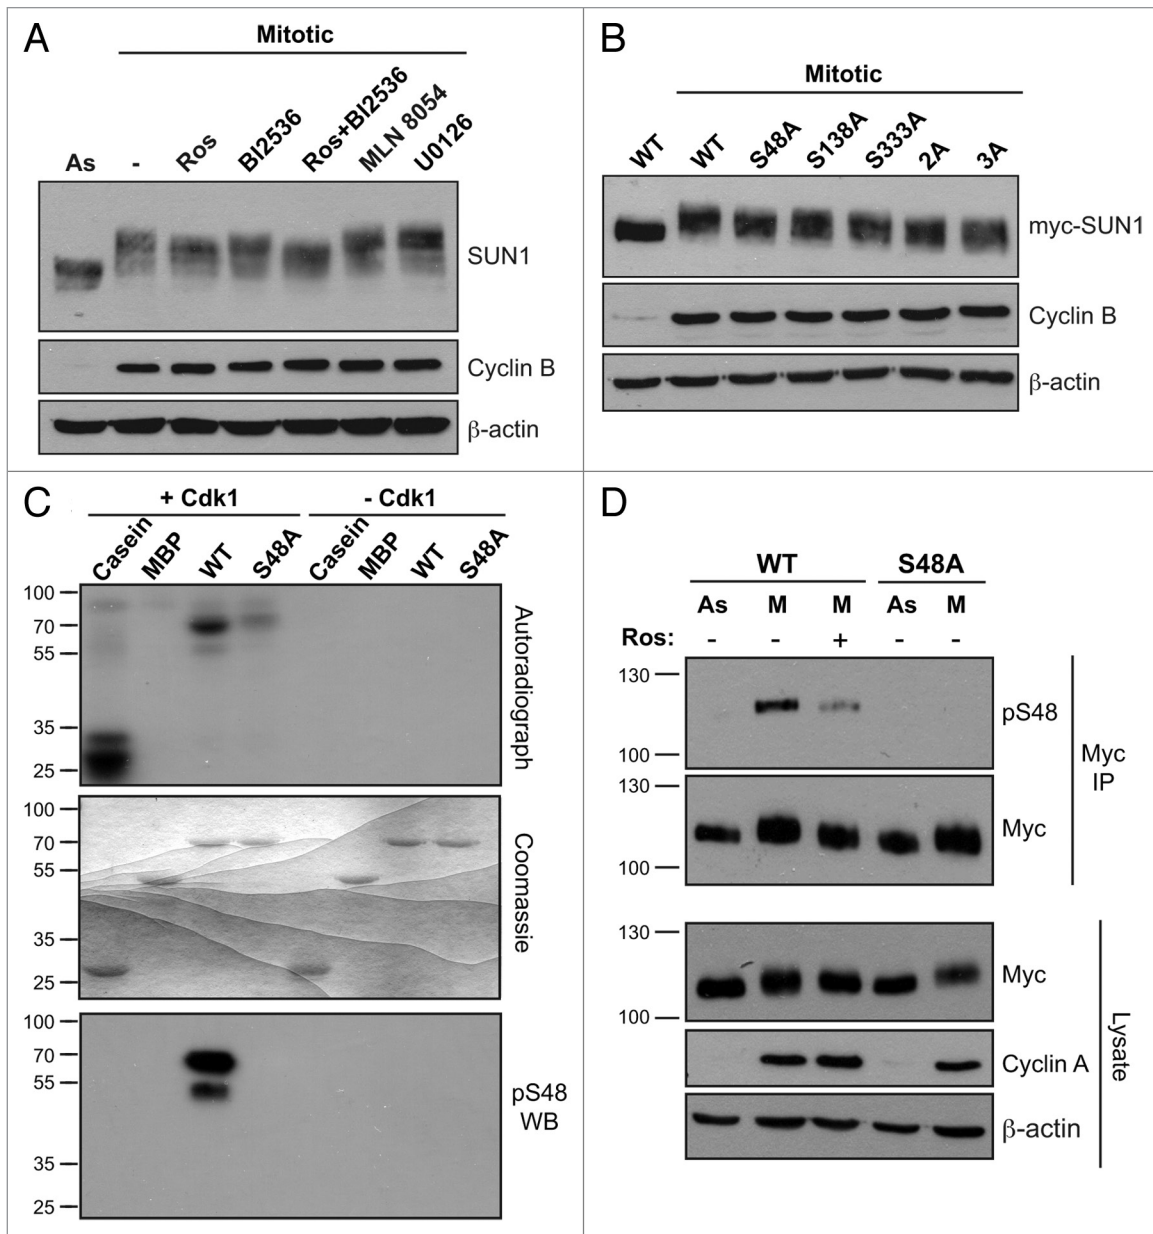 A
Mitotic
As - Ros BI2536 Ros+BI2536 MLN 8054 U0126
SUN1
Cyclin B
β-actin
B
Mitotic
WT WT S48A S138A S333A 2A 3A
myc-SUN1
Cyclin B
β-actin
C
+ Cdk1 - Cdk1
Casein MBP WT S48A Casein MBP WT S48A
100
70
55
35
25
Autoradiograph
100
70
55
35
25
Coomassie
100
70
55
35
25
pS48
WB
D
WT S48A
As M M As M
Ros: - - + - -
130
100
pS48
130
100
Myc
Myc
IP
130
100
Myc
Cyclin A
β-actin
Lysate